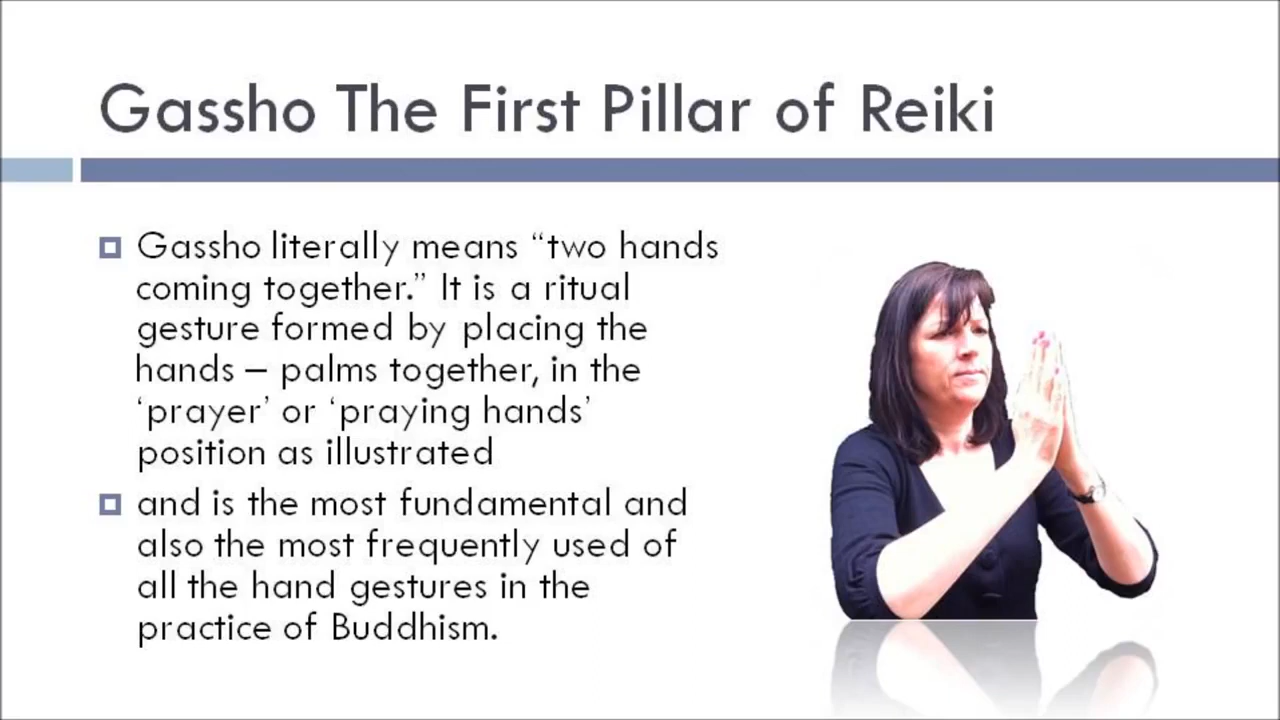 Gassho The First Pillar of Reiki
Gassho literally means “two hands
coming together.” It is a ritual
gesture formed by placing the
hands – palms together, in the
‘prayer’ or ‘praying hands’
position as illustrated
and is the most fundamental and
also the most frequently used of
all the hand gestures in the
practice of Buddhism.